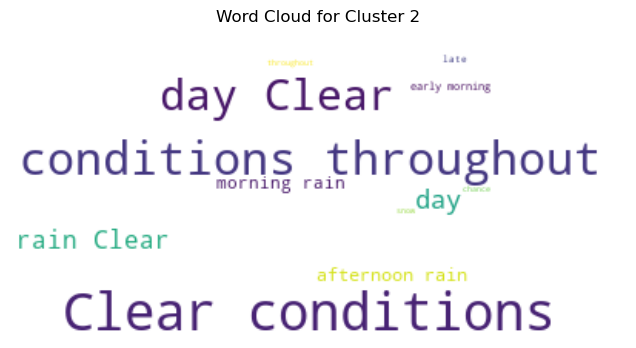 Word Cloud for Cluster 2
throughout
late
day Clear
early morning
conditions throughout
morning rain
chance
day
snow
rain Clear
afternoon rain
Clear conditions